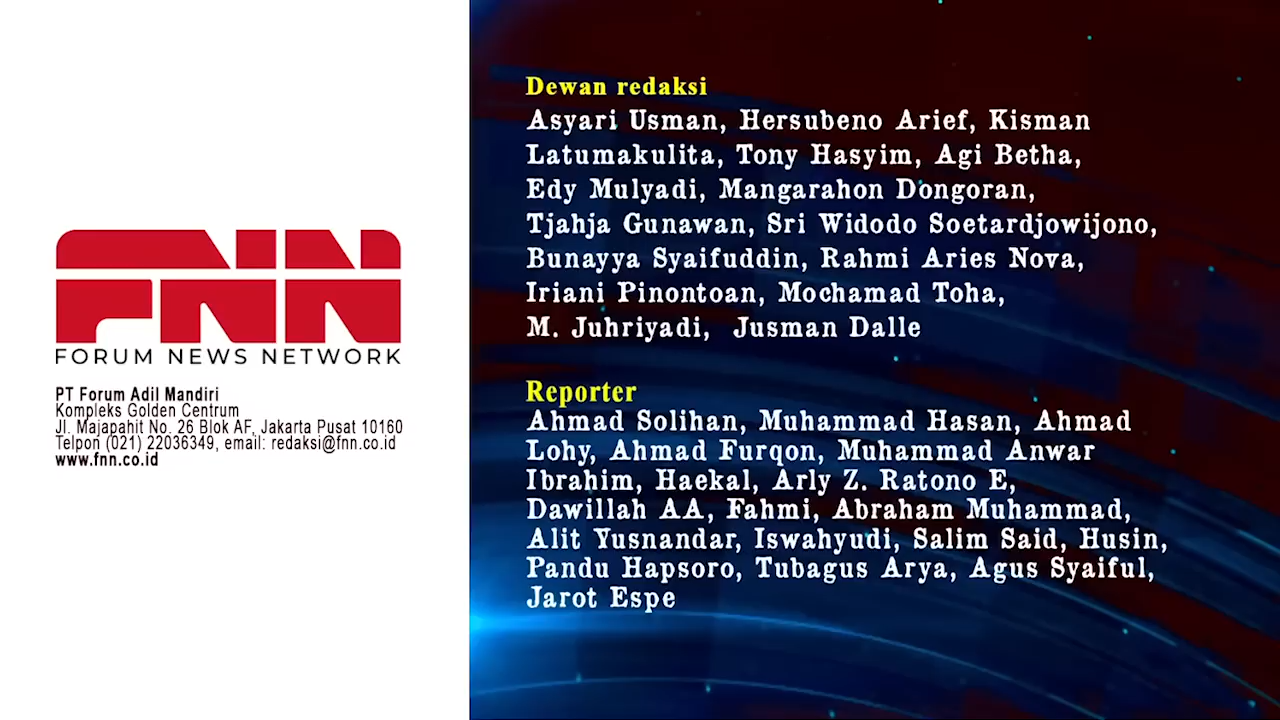 FNN
FORUM NEWS NETWORK
PT Forum Adil Mandiri
Kompleks Golden Centrum
Jl. Majapahit No. 26 Blok AF, Jakarta Pusat 10160
Telpon (021) 22036349, email: redaksi@fnn.co.id
www.fnn.co.id
Dewan redaksi
Asyari Usman, Hersubeno Arief, Kisman
Latumakulita, Tony Hasyim, Agi Betha,
Edy Mulyadi, Mangarahon Dongoran,
Tjahja Gunawan, Sri Widodo Soetardjowijono,
Bunayya Syaifuddin, Rahmi Aries Nova,
Iriani Pinontoan, Mochamad Toha,
M. Juhriyadi, Jusman Dalle
Reporter
Ahmad Solihan, Muhammad Hasan, Ahmad
Lohy, Ahmad Furqon, Muhammad Anwar
Ibrahim, Haekal, Arly Z. Ratono E,
Dawillah AA, Fahmi, Abraham Muhammad,
Alit Yusnandar, Iswahyudi, Salim Said, Husin,
Pandu Hapsoro, Tubagus Arya, Agus Syaiful,
Jarot Espe